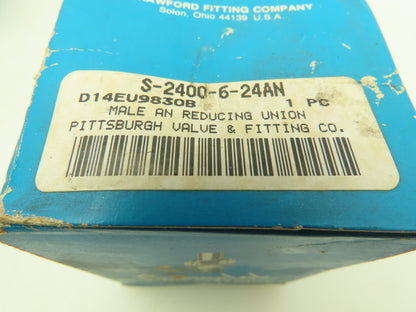 RAWFORD FITTING COMPANY
Solon, Ohio 44139 U.S.A.
S-2400-6-24AN
D14EU9830B 1 PC
MALE AN REDUCING UNION
PITTSBURGH VALVE & FITTING CO.